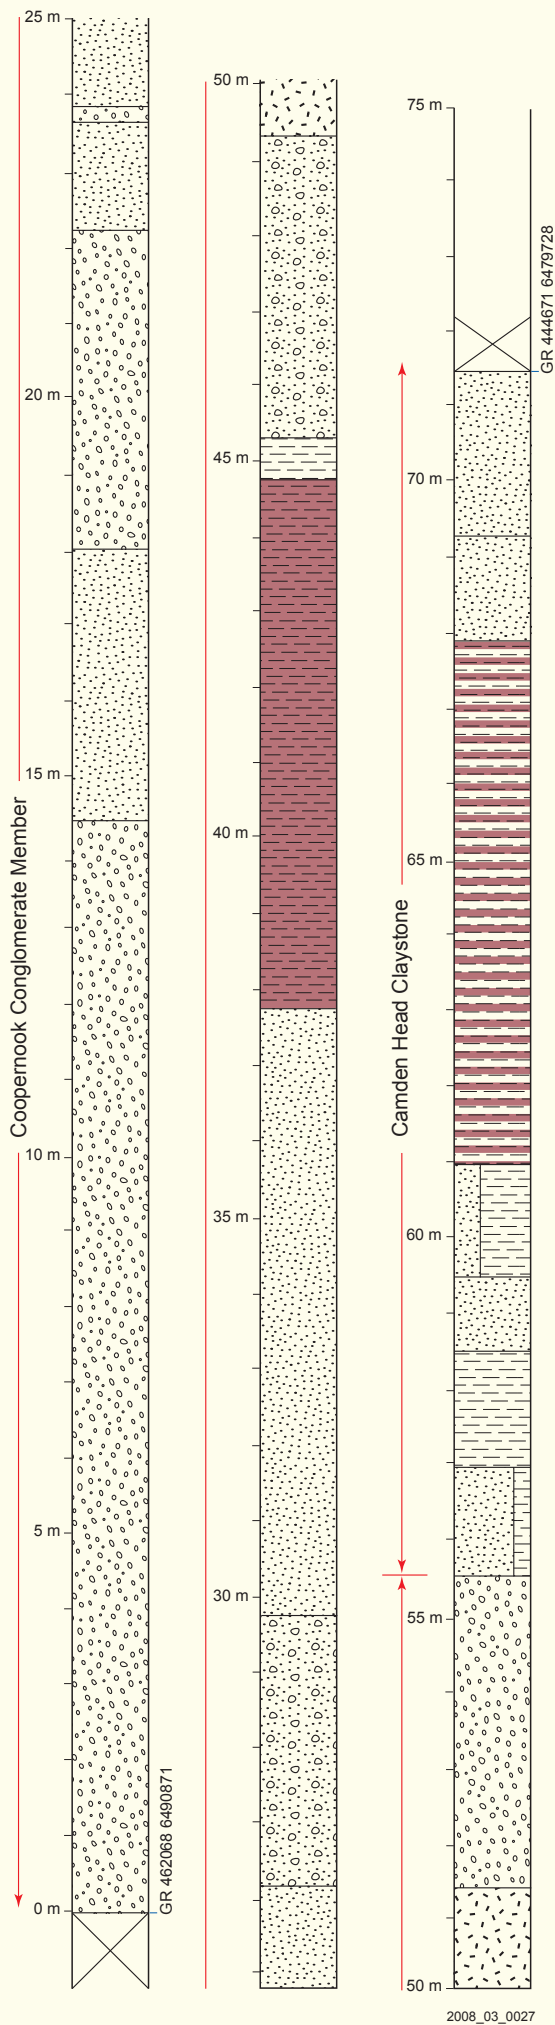 25 m
20 m
15 m
10 m
5 m
0 m
Coopernook Conglomerate Member
GR 462068 6490871
50 m
45 m
40 m
35 m
30 m
75 m
70 m
65 m
60 m
55 m
50 m
Camden Head Claystone
GR 444671 6479728
2008_03_0027